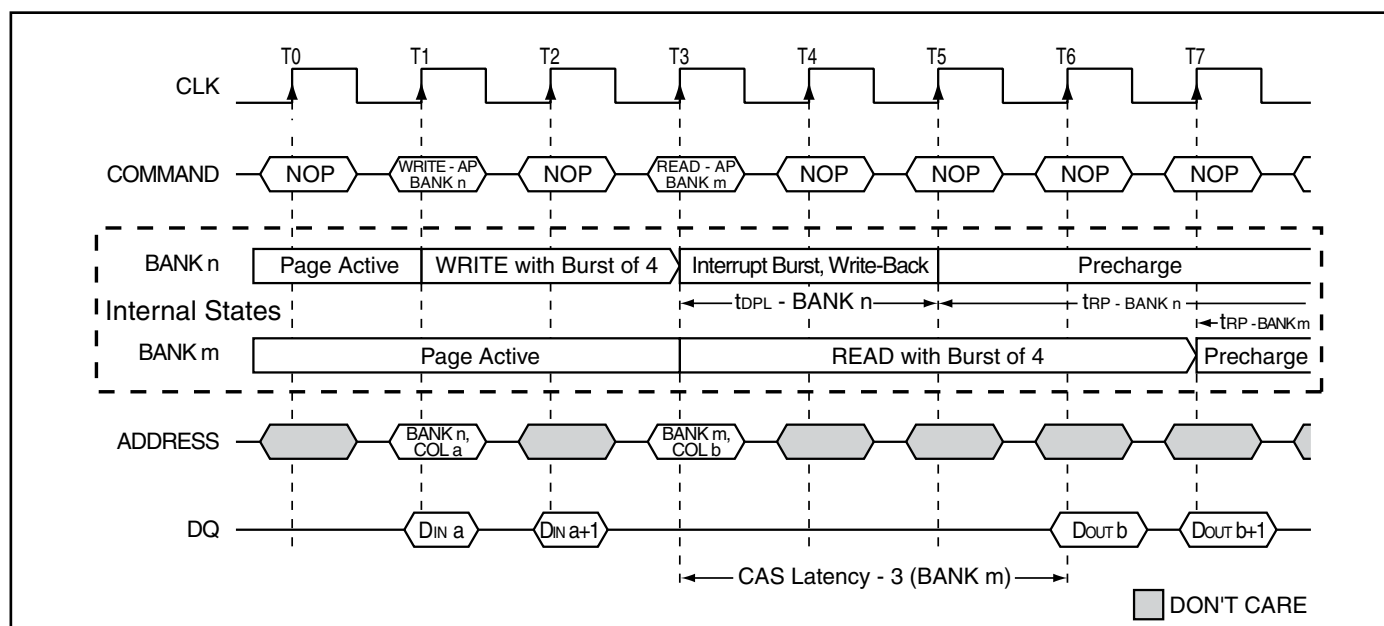 T0 T1 T2 T3 T4 T5 T6 T7
CLK
COMMAND NOP WRITE - AP BANK n NOP READ - AP BANK m NOP NOP NOP NOP
BANK n Page Active WRITE with Burst of 4 Interrupt Burst, Write-Back Precharge
tDPL - BANK n tRP - BANK n
Internal States
tRP - BANK m
BANK m Page Active READ with Burst of 4 Precharge
ADDRESS BANK n, COL a BANK m, COL b
DQ DIN a DIN a+1 DOUT b DOUT b+1
CAS Latency - 3 (BANK m)
DON'T CARE